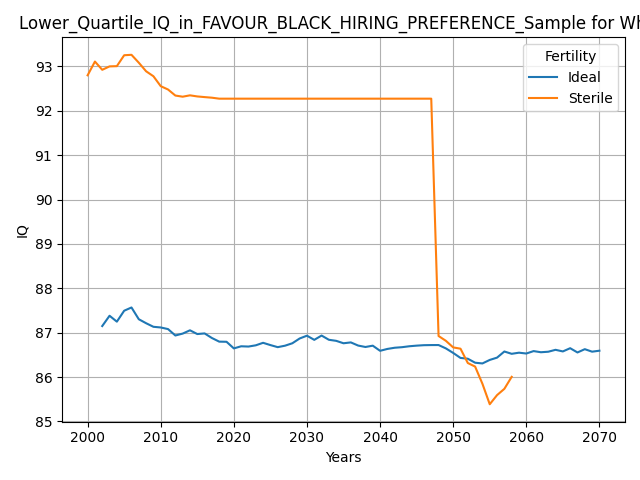 Lower_Quartile_IQ_in_FAVOUR_BLACK_HIRING_PREFERENCE_Sample for Wh
Fertility
Ideal
Sterile
93
92
91
90
89
88
87
86
85
IQ
2000 2010 2020 2030 2040 2050 2060 2070
Years